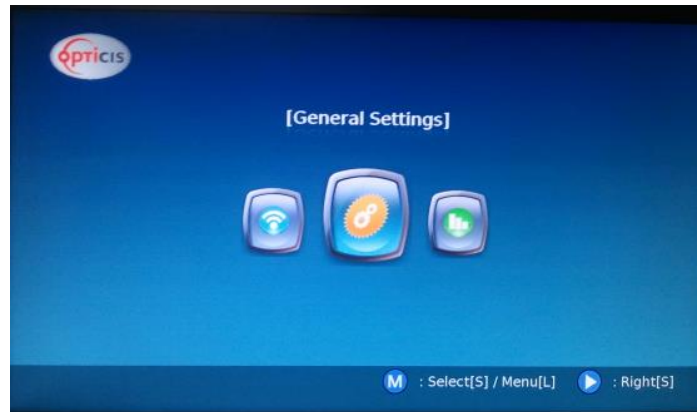 OPTICIS
[General Settings]
M : Select[S] / Menu[L] : Right[S]